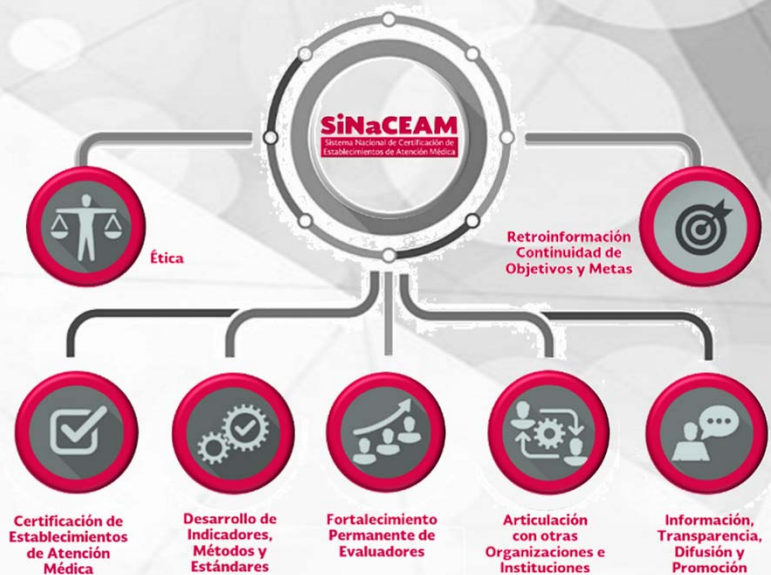 SiNaCEAM
Sistema Nacional de Certificación de
Establecimientos de Atención Médica
Ética
Retroinformación
Continuidad de
Objetivos y Metas
Certificación de
Establecimientos
de Atención
Médica
Desarrollo de
Indicadores,
Métodos y
Estándares
Fortalecimiento
Permanente de
Evaluadores
Articulación
con otras
Organizaciones e
Instituciones
Información,
Transparencia,
Difusión y
Promoción